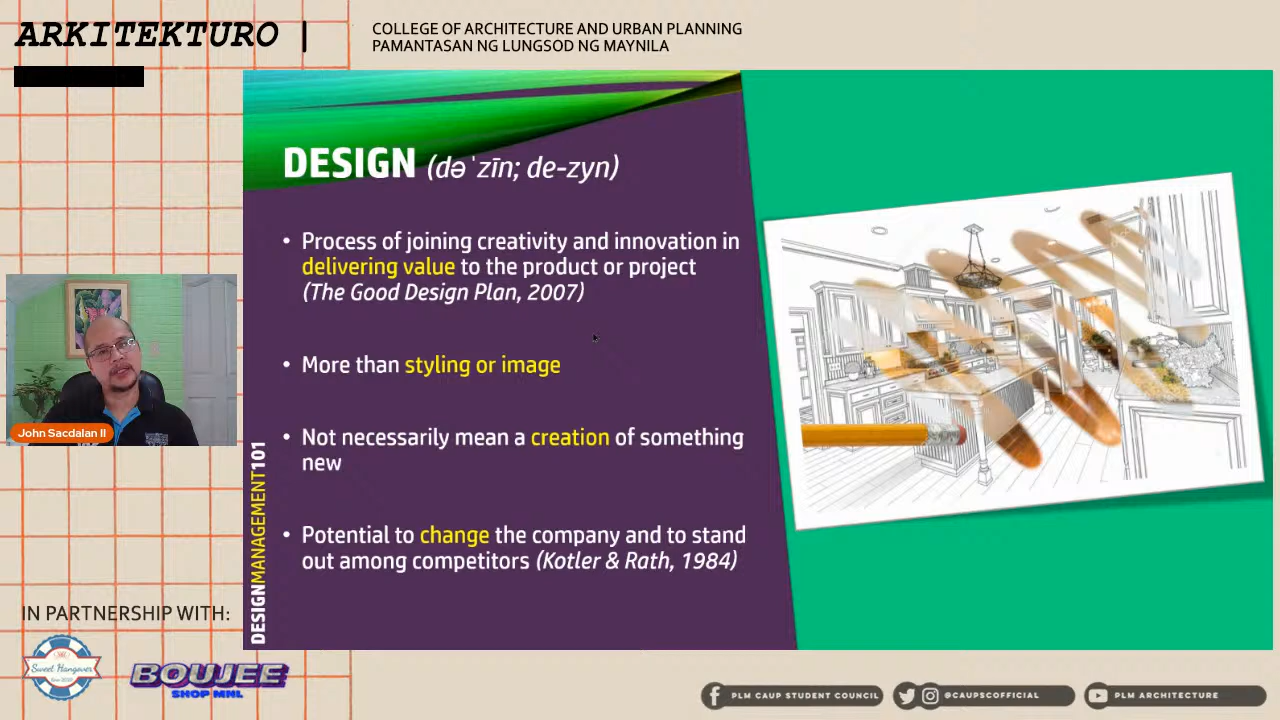 ARKITEKTURO |
COLLEGE OF ARCHITECTURE AND URBAN PLANNING
PAMANTASAN NG LUNGSOD NG MAYNILA
DESIGN (də ˈzīn; de-zyn)
• Process of joining creativity and innovation in
delivering value to the product or project
(The Good Design Plan, 2007)
• More than styling or image
• Not necessarily mean a creation of something
new
• Potential to change the company and to stand
out among competitors (Kotler & Rath, 1984)
DESIGNMANAGEMENT101
John Sacdalan II
IN PARTNERSHIP WITH:
Sweet Hangover
BOUJEE
SHOP MNL
PLM CAUP STUDENT COUNCIL
@CAUPSCOFFICIAL
PLM ARCHITECTURE